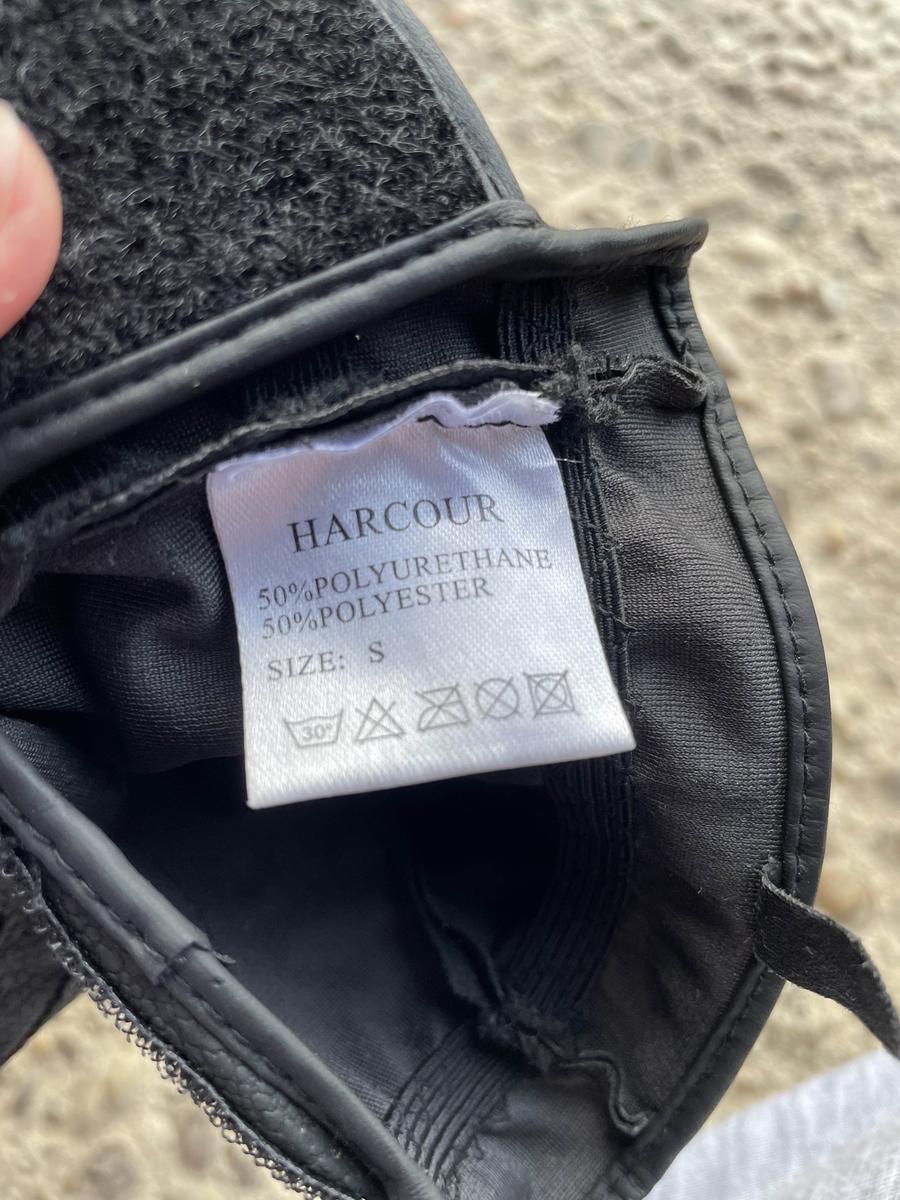 HARCOUR
50%POLYURETHANE
50%POLYESTER
SIZE: S
30°